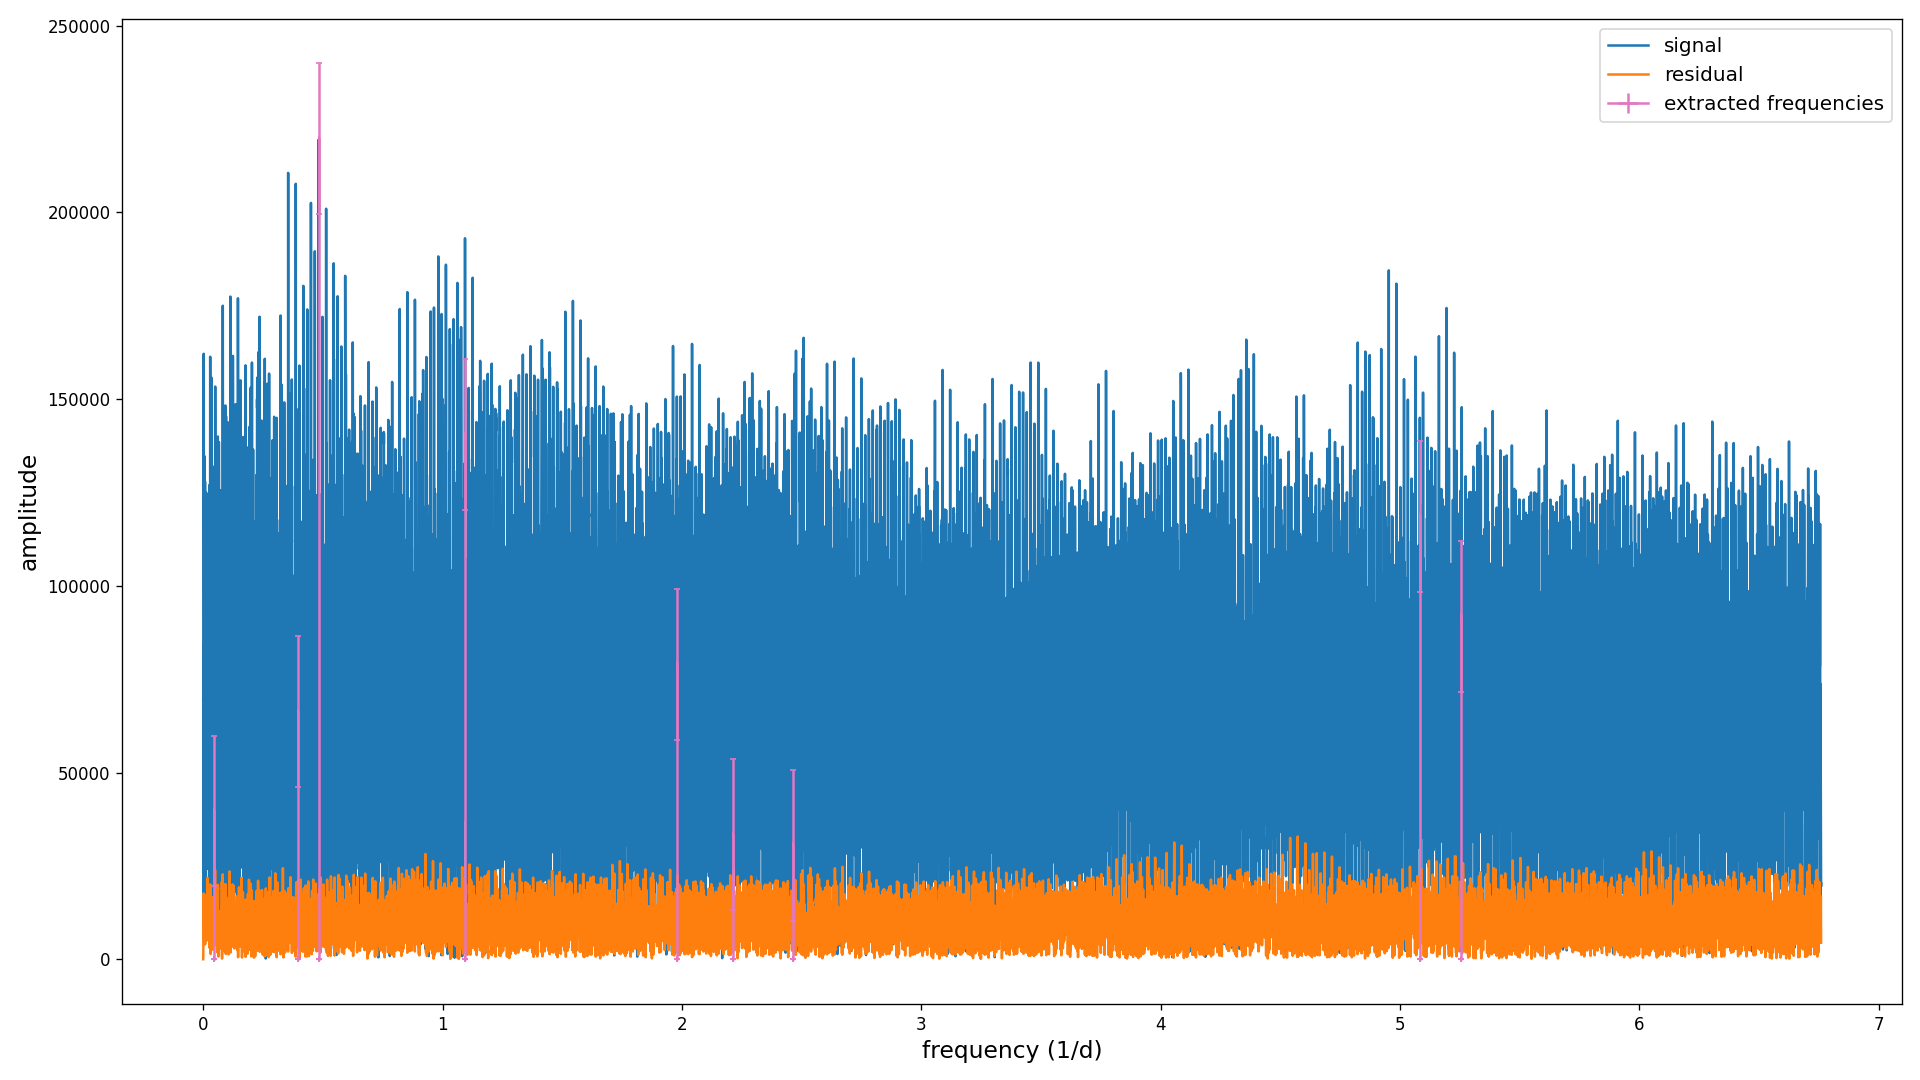 250000
200000
150000
100000
50000
0
amplitude
0 1 2 3 4 5 6 7
frequency (1/d)
signal
residual
extracted frequencies